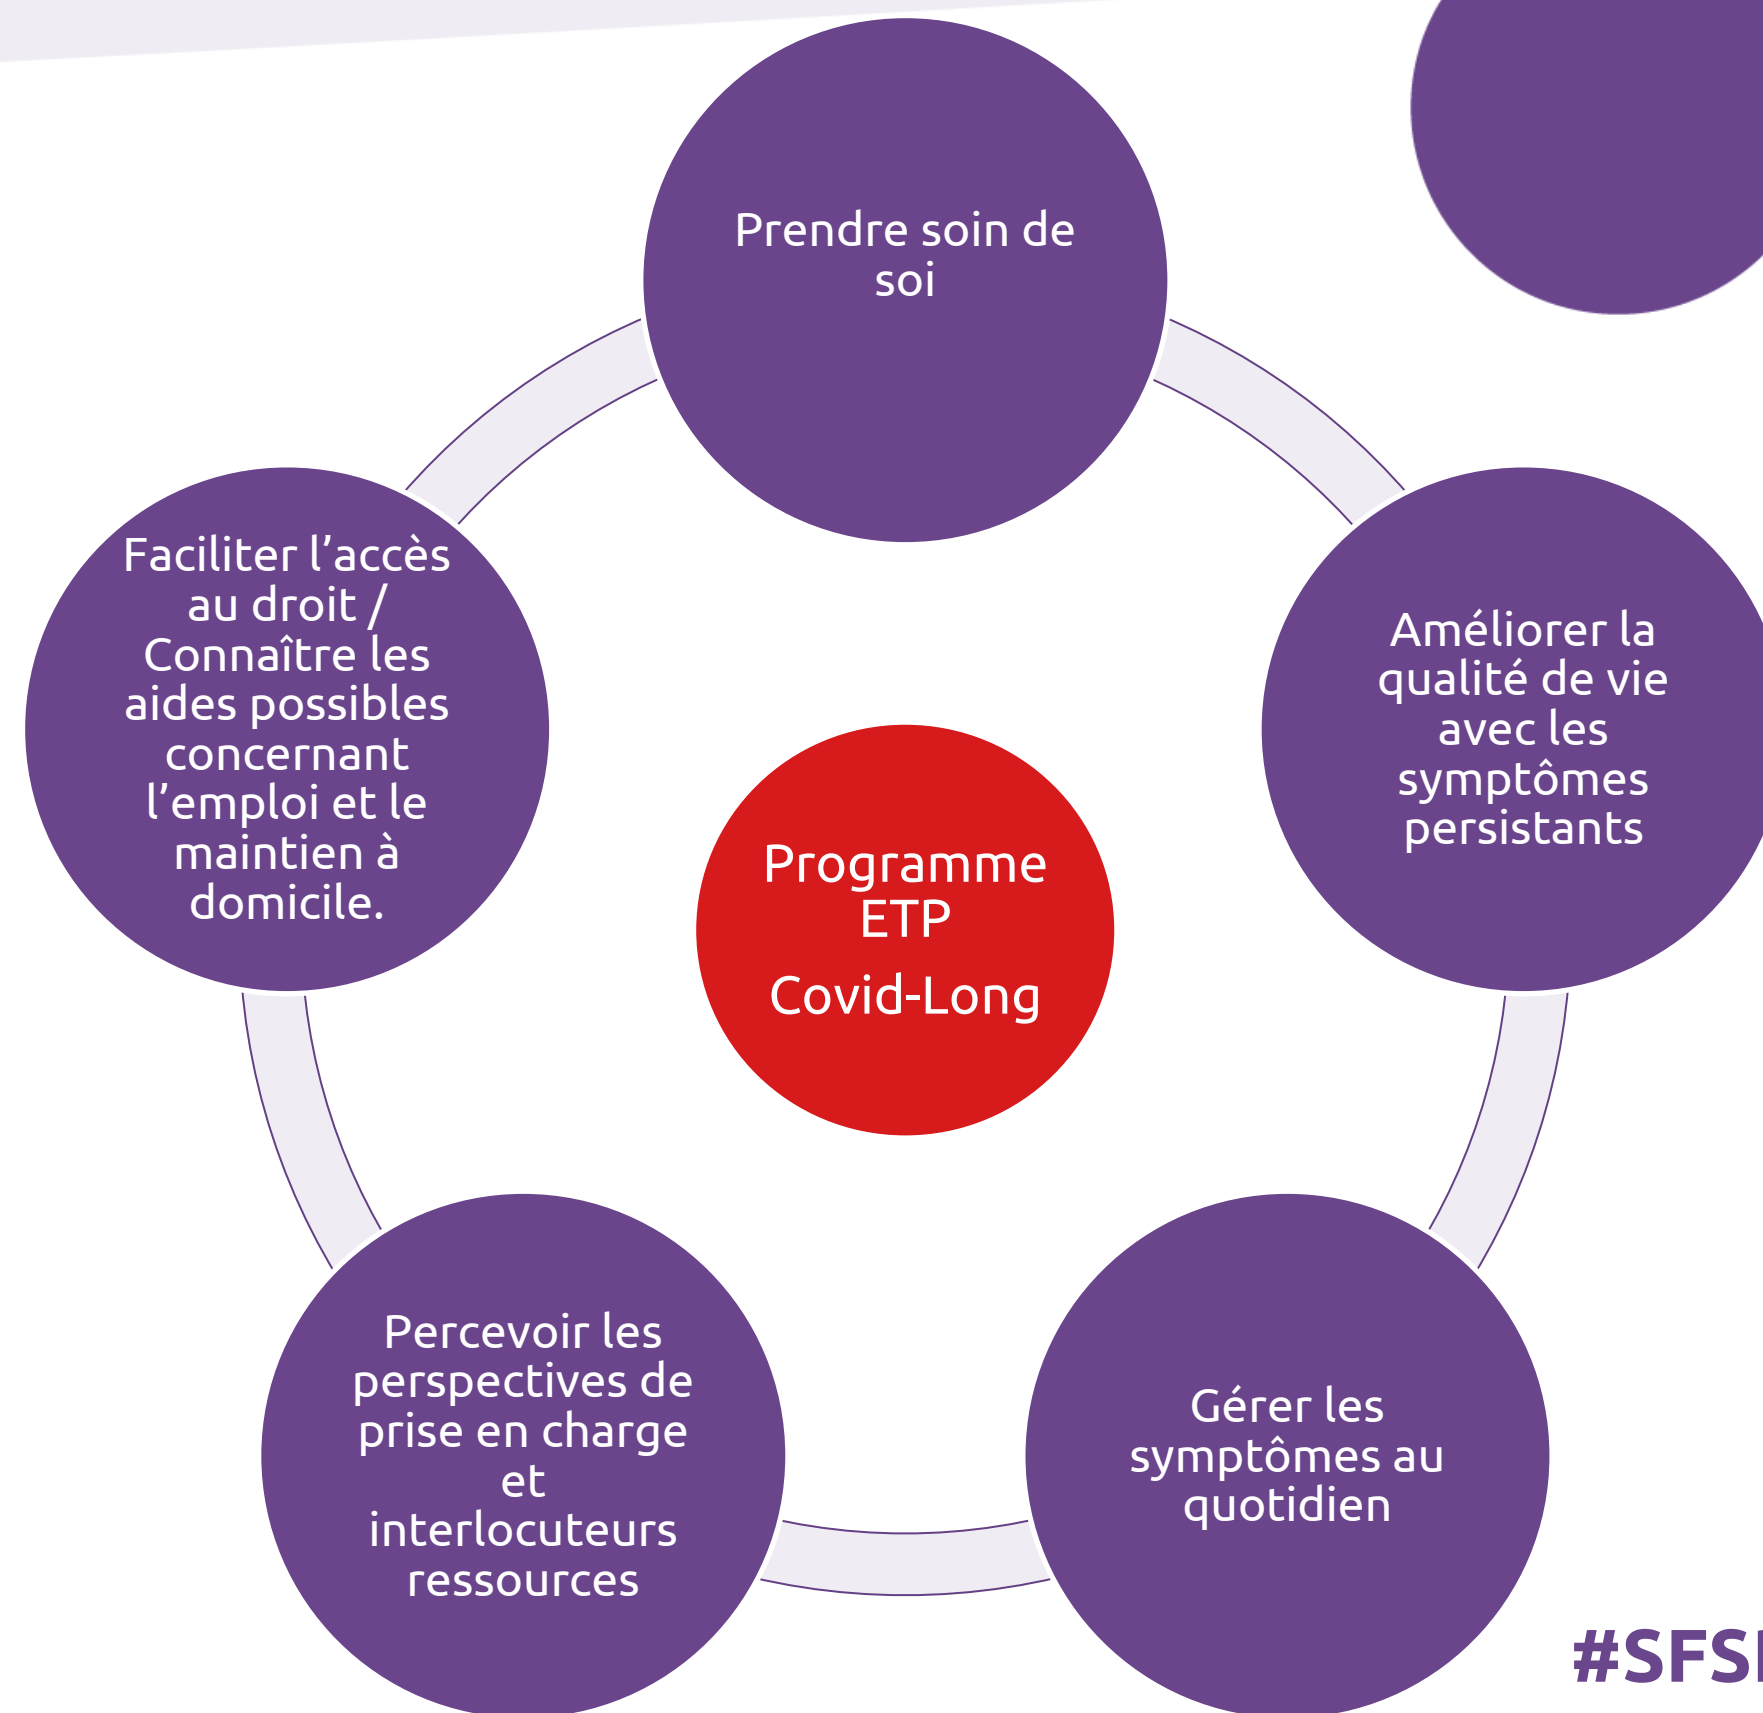 Prendre soin de
soi
Faciliter l’accès
au droit /
Connaître les
aides possibles
concernant
l’emploi et le
maintien à
domicile.
Améliorer la
qualité de vie
avec les
symptômes
persistants
Programme
ETP
Covid-Long
Percevoir les
perspectives de
prise en charge
et
interlocuteurs
ressources
Gérer les
symptômes au
quotidien